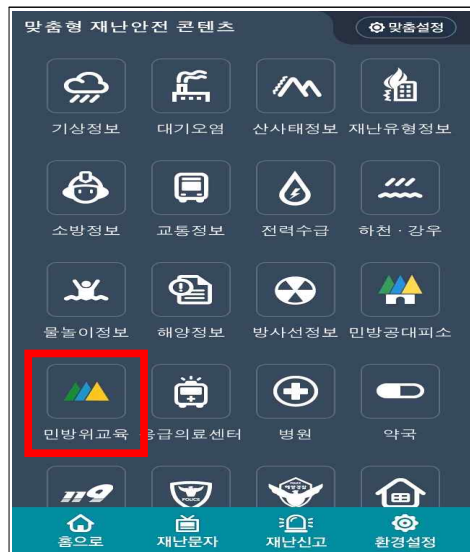 맞춤형 재난안전 콘텐츠 맞춤설정
기상정보 대기오염 산사태정보 재난유형정보
소방정보 교통정보 전력수급 하천 · 강우
물놀이정보 해양정보 방사선정보 민방공대피소
민방위교육 응급의료센터 병원 약국
119 POLICE
홈으로 재난문자 재난신고 환경설정